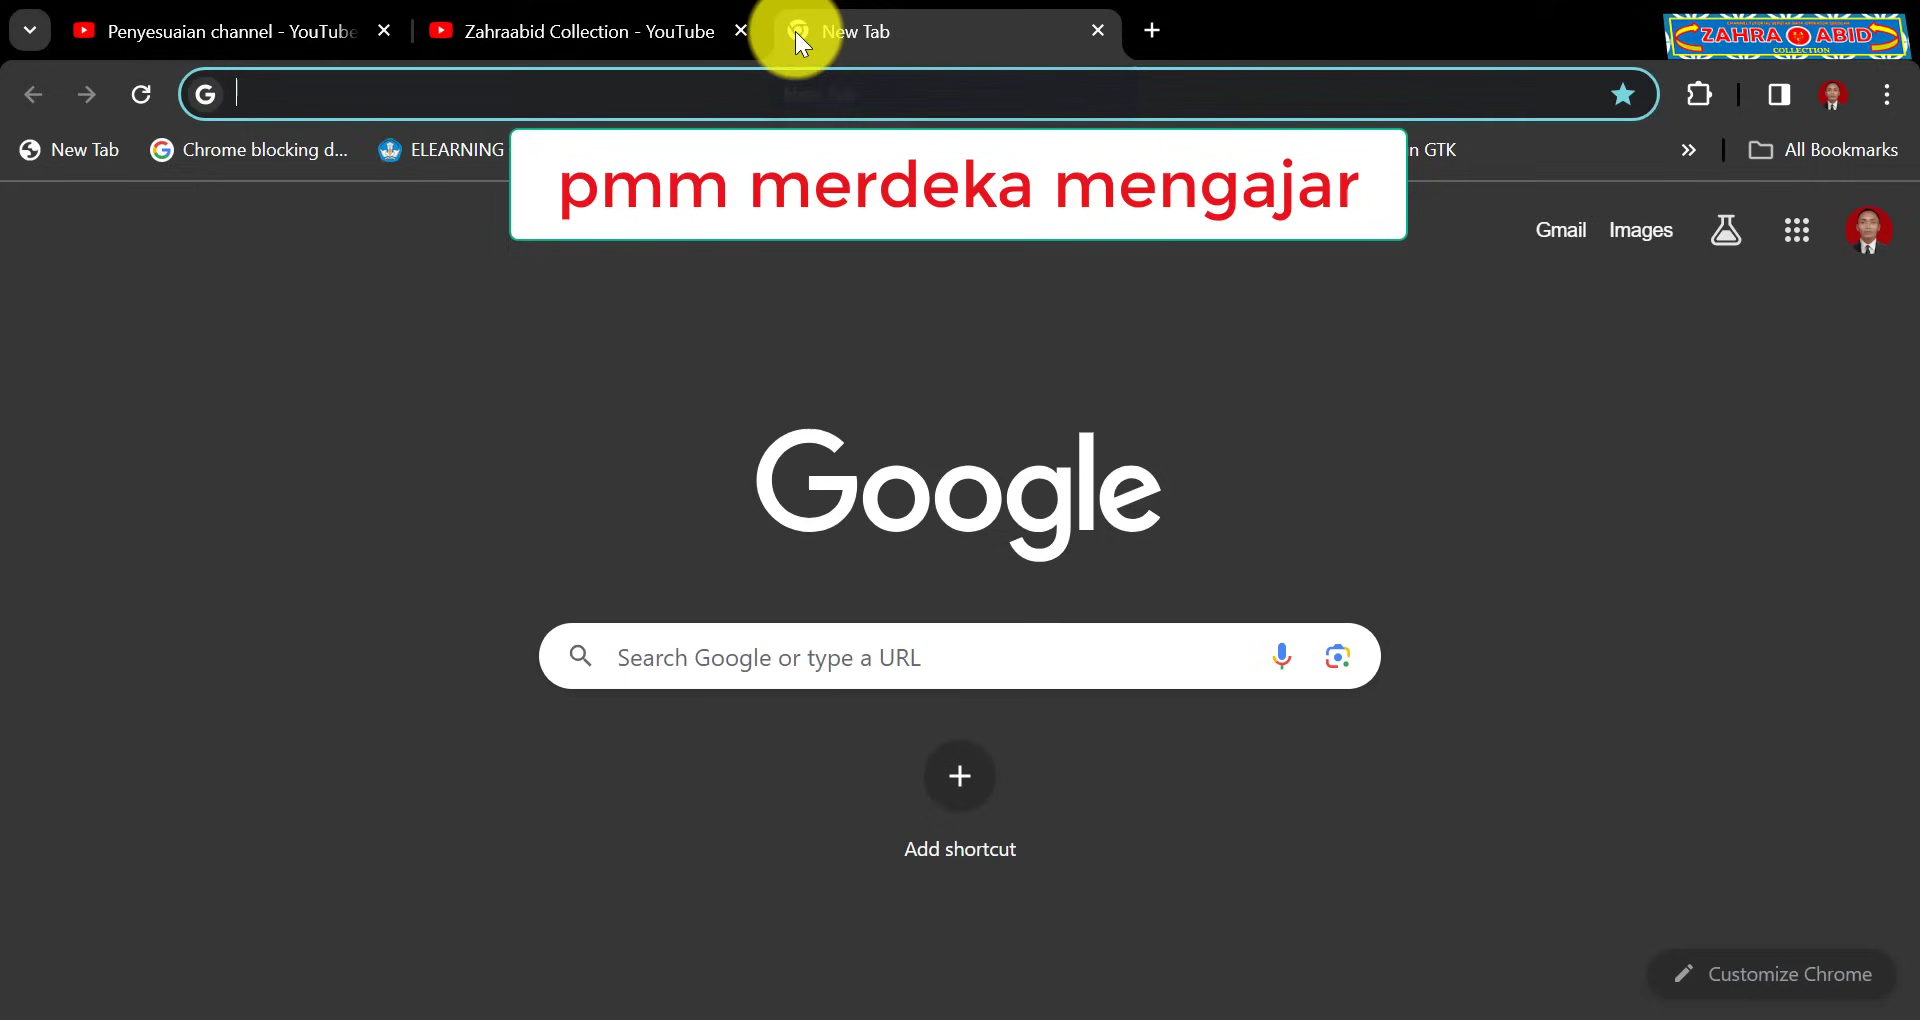 Penyesuaian channel - YouTube
Zahraabid Collection - YouTube
New Tab
ZAHRA ABID
COLLECTION
New Tab
Chrome blocking d...
ELEARNING
n GTK
All Bookmarks
pmm merdeka mengajar
Gmail
Images
Google
Search Google or type a URL
Add shortcut
Customize Chrome